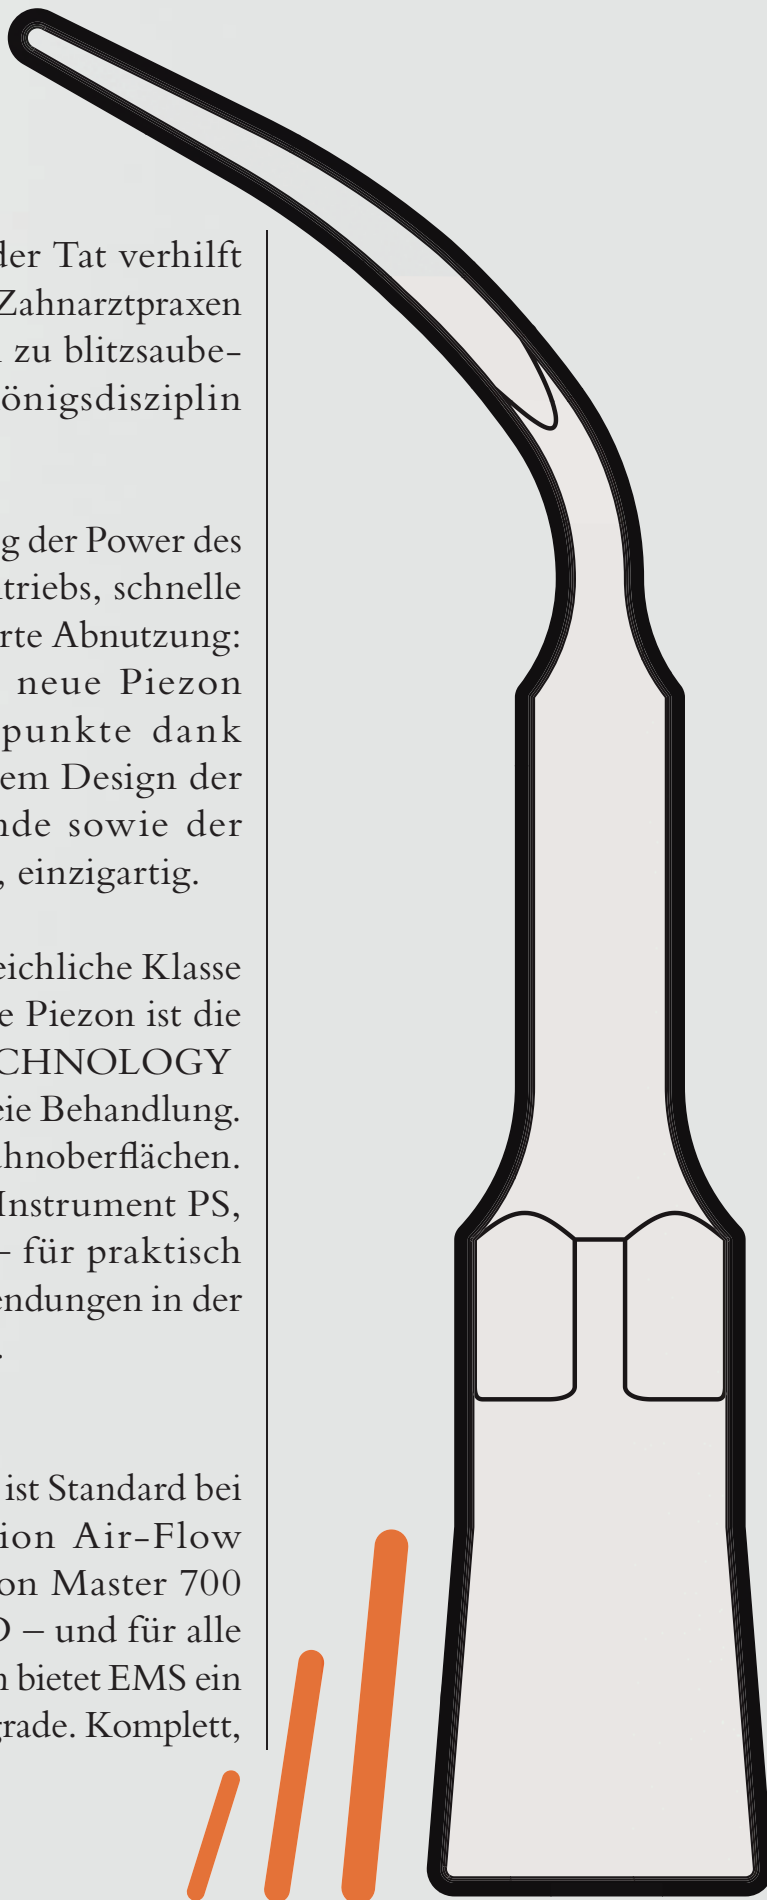 der Tat verhilft
Zahnarztpraxen
zu blitzsaube-
önigsdisziplin
g der Power des
triebs, schnelle
rte Abnutzung:
neue Piezon
punkte dank
em Design der
nde sowie der
, einzigartig.
eichliche Klasse
e Piezon ist die
CHNOLOGY
eie Behandlung.
ahnoberflächen.
Instrument PS,
– für praktisch
endungen in der
.
ist Standard bei
ion Air-Flow
on Master 700
D – und für alle
n bietet EMS ein
grade. Komplett,